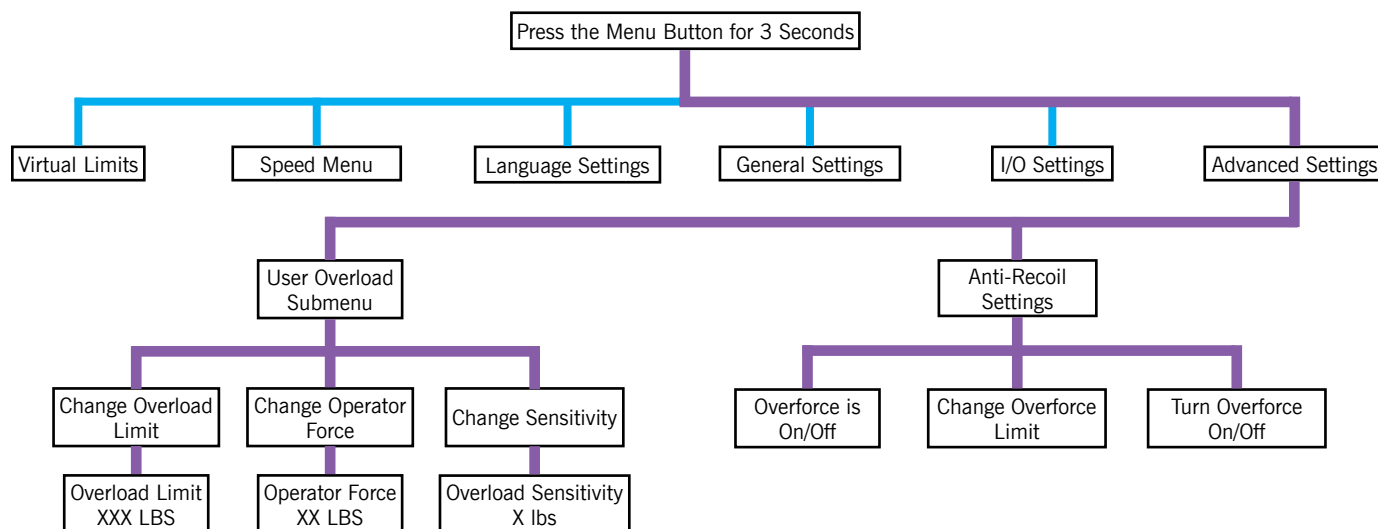 Press the Menu Button for 3 Seconds
Virtual Limits
Speed Menu
Language Settings
General Settings
I/O Settings
Advanced Settings
User Overload
Submenu
Anti-Recoil
Settings
Change Overload
Limit
Change Operator
Force
Change Sensitivity
Overforce is
On/Off
Change Overforce
Limit
Turn Overforce
On/Off
Overload Limit
XXX LBS
Operator Force
XX LBS
Overload Sensitivity
X lbs